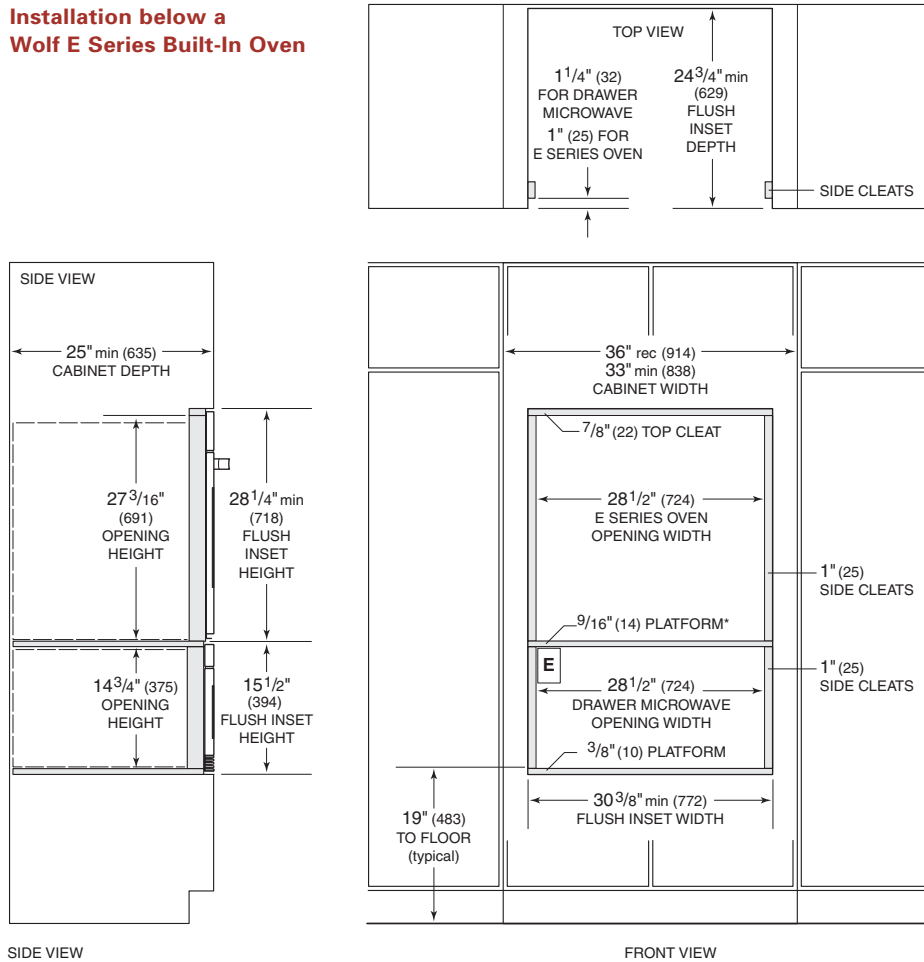 Installation below a
Wolf E Series Built-In Oven
TOP VIEW
1 1/4" (32)
FOR DRAWER
MICROWAVE
1" (25) FOR
E SERIES OVEN
24 3/4" min
(629)
FLUSH
INSET
DEPTH
SIDE CLEATS
SIDE VIEW
25" min (635)
CABINET DEPTH
27 3/16"
(691)
OPENING
HEIGHT
28 1/4" min
(718)
FLUSH
INSET
HEIGHT
14 3/4" (375)
OPENING
HEIGHT
15 1/2"
(394)
FLUSH INSET
HEIGHT
SIDE VIEW
36" rec (914)
33" min (838)
CABINET WIDTH
7/8" (22) TOP CLEAT
28 1/2" (724)
E SERIES OVEN
OPENING WIDTH
1" (25)
SIDE CLEATS
9/16" (14) PLATFORM*
E
28 1/2" (724)
DRAWER MICROWAVE
OPENING WIDTH
1" (25)
SIDE CLEATS
3/8" (10) PLATFORM
30 3/8" min (772)
FLUSH INSET WIDTH
19" (483)
TO FLOOR
(typical)
FRONT VIEW